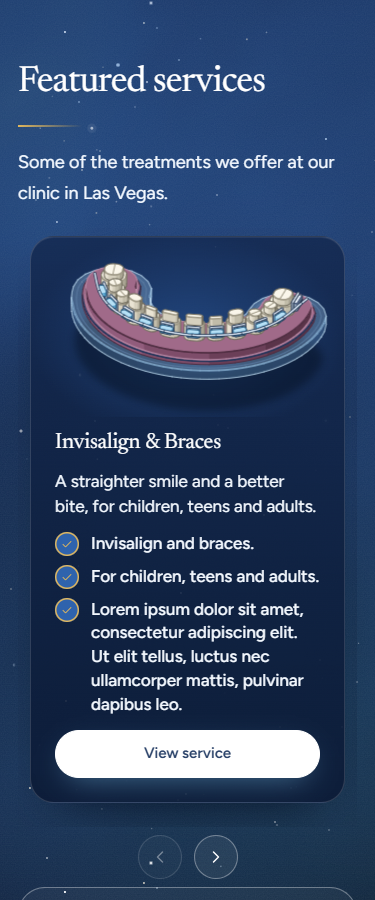 Featured services
Some of the treatments we offer at our
clinic in Las Vegas.
Invisalign & Braces
A straighter smile and a better
bite, for children, teens and adults.
Invisalign and braces.
For children, teens and adults.
Lorem ipsum dolor sit amet,
consectetur adipiscing elit.
Ut elit tellus, luctus nec
ullamcorper mattis, pulvinar
dapibus leo.
View service